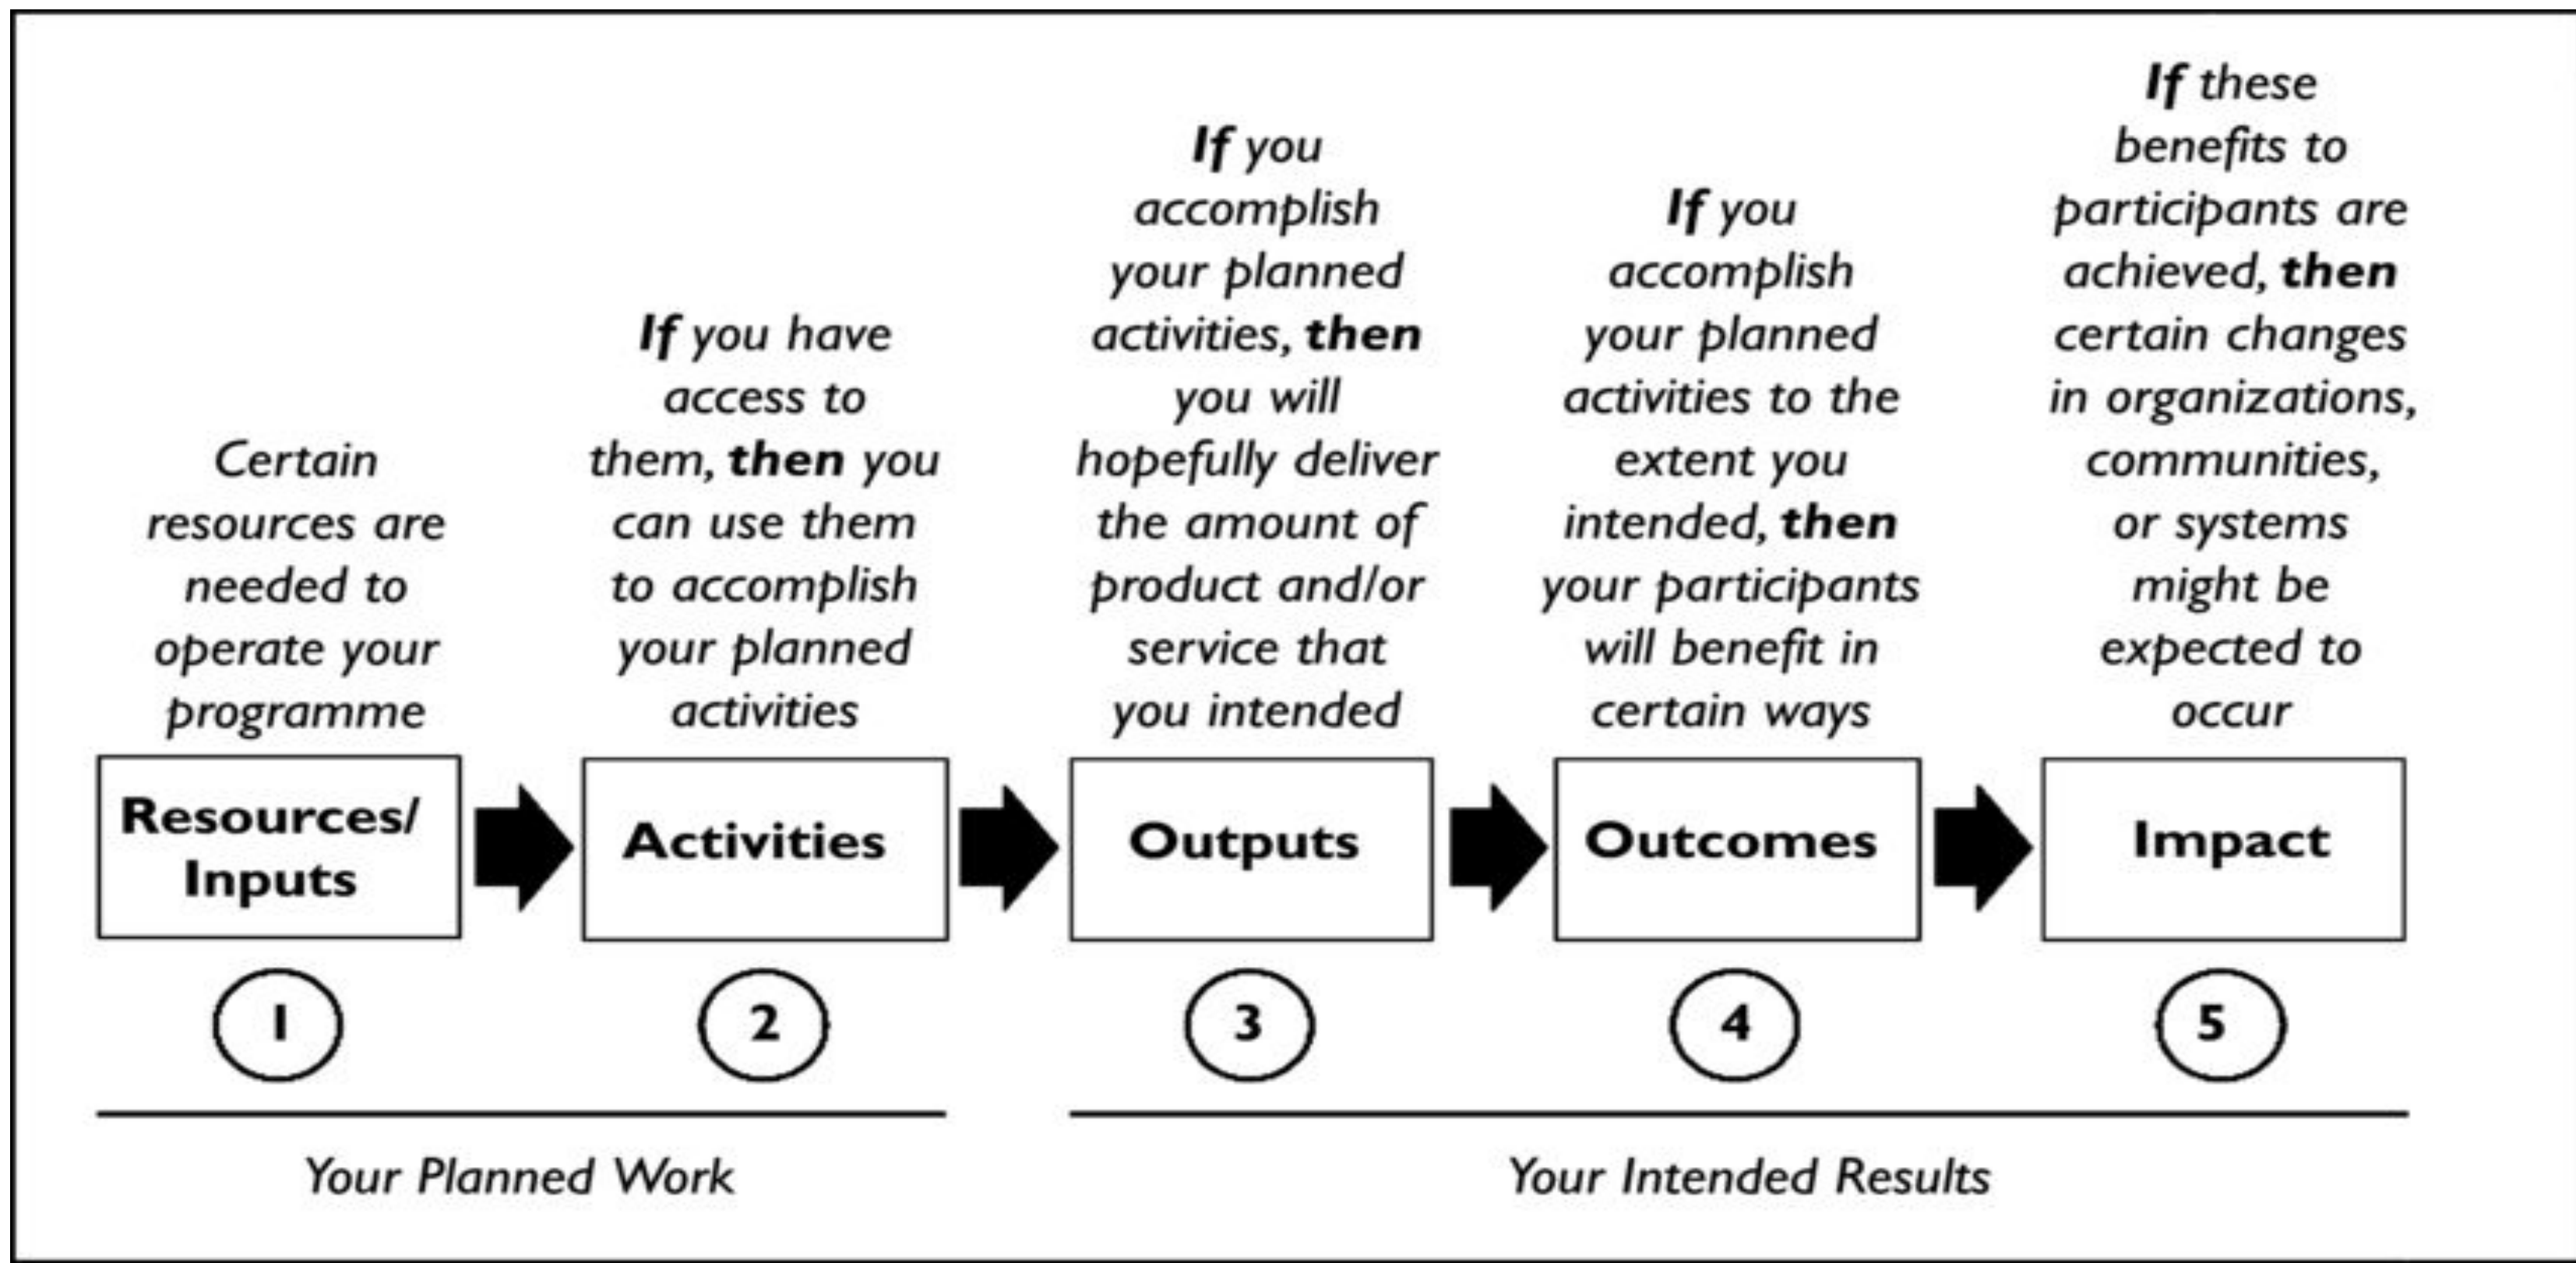 Certain
resources are
needed to
operate your
programme
If you have
access to
them, then you
can use them
to accomplish
your planned
activities
If you
accomplish
your planned
activities, then
you will
hopefully deliver
the amount of
product and/or
service that
you intended
If you
accomplish
your planned
activities to the
extent you
intended, then
your participants
will benefit in
certain ways
If these
benefits to
participants are
achieved, then
certain changes
in organizations,
communities,
or systems
might be
expected to
occur
Resources/
Inputs
Activities
Outputs
Outcomes
Impact
1
2
3
4
5
Your Planned Work
Your Intended Results